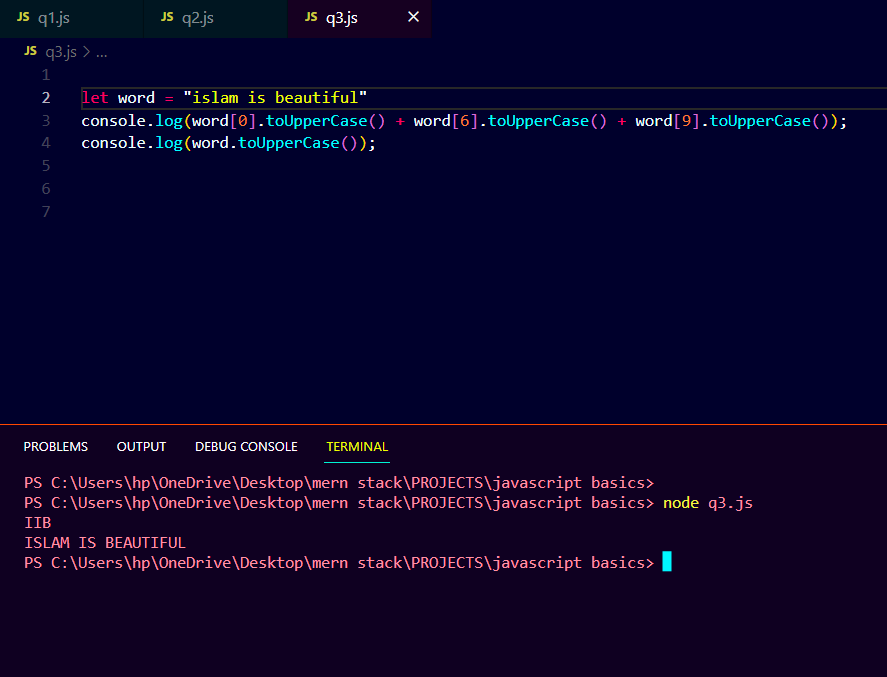 JS q1.js JS q2.js JS q3.js ×
JS q3.js > ...
1
2 let word = "islam is beautiful"
3 console.log(word[0].toUpperCase() + word[6].toUpperCase() + word[9].toUpperCase());
4 console.log(word.toUpperCase());
5
6
7
PROBLEMS OUTPUT DEBUG CONSOLE TERMINAL
PS C:\Users\hp\OneDrive\Desktop\mern stack\PROJECTS\javascript basics>
PS C:\Users\hp\OneDrive\Desktop\mern stack\PROJECTS\javascript basics> node q3.js
IIB
ISLAM IS BEAUTIFUL
PS C:\Users\hp\OneDrive\Desktop\mern stack\PROJECTS\javascript basics>